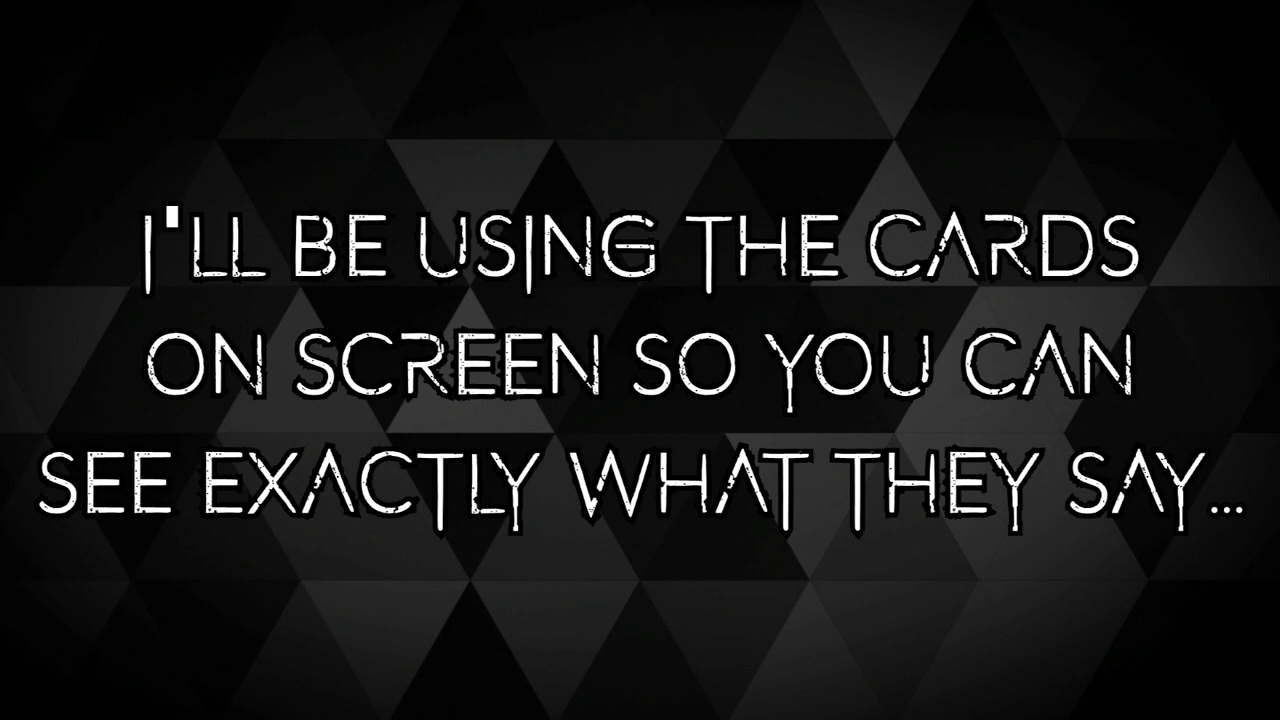 I'LL BE USING THE CARDS
ON SCREEN SO YOU CAN
SEE EXACTLY WHAT THEY SAY...